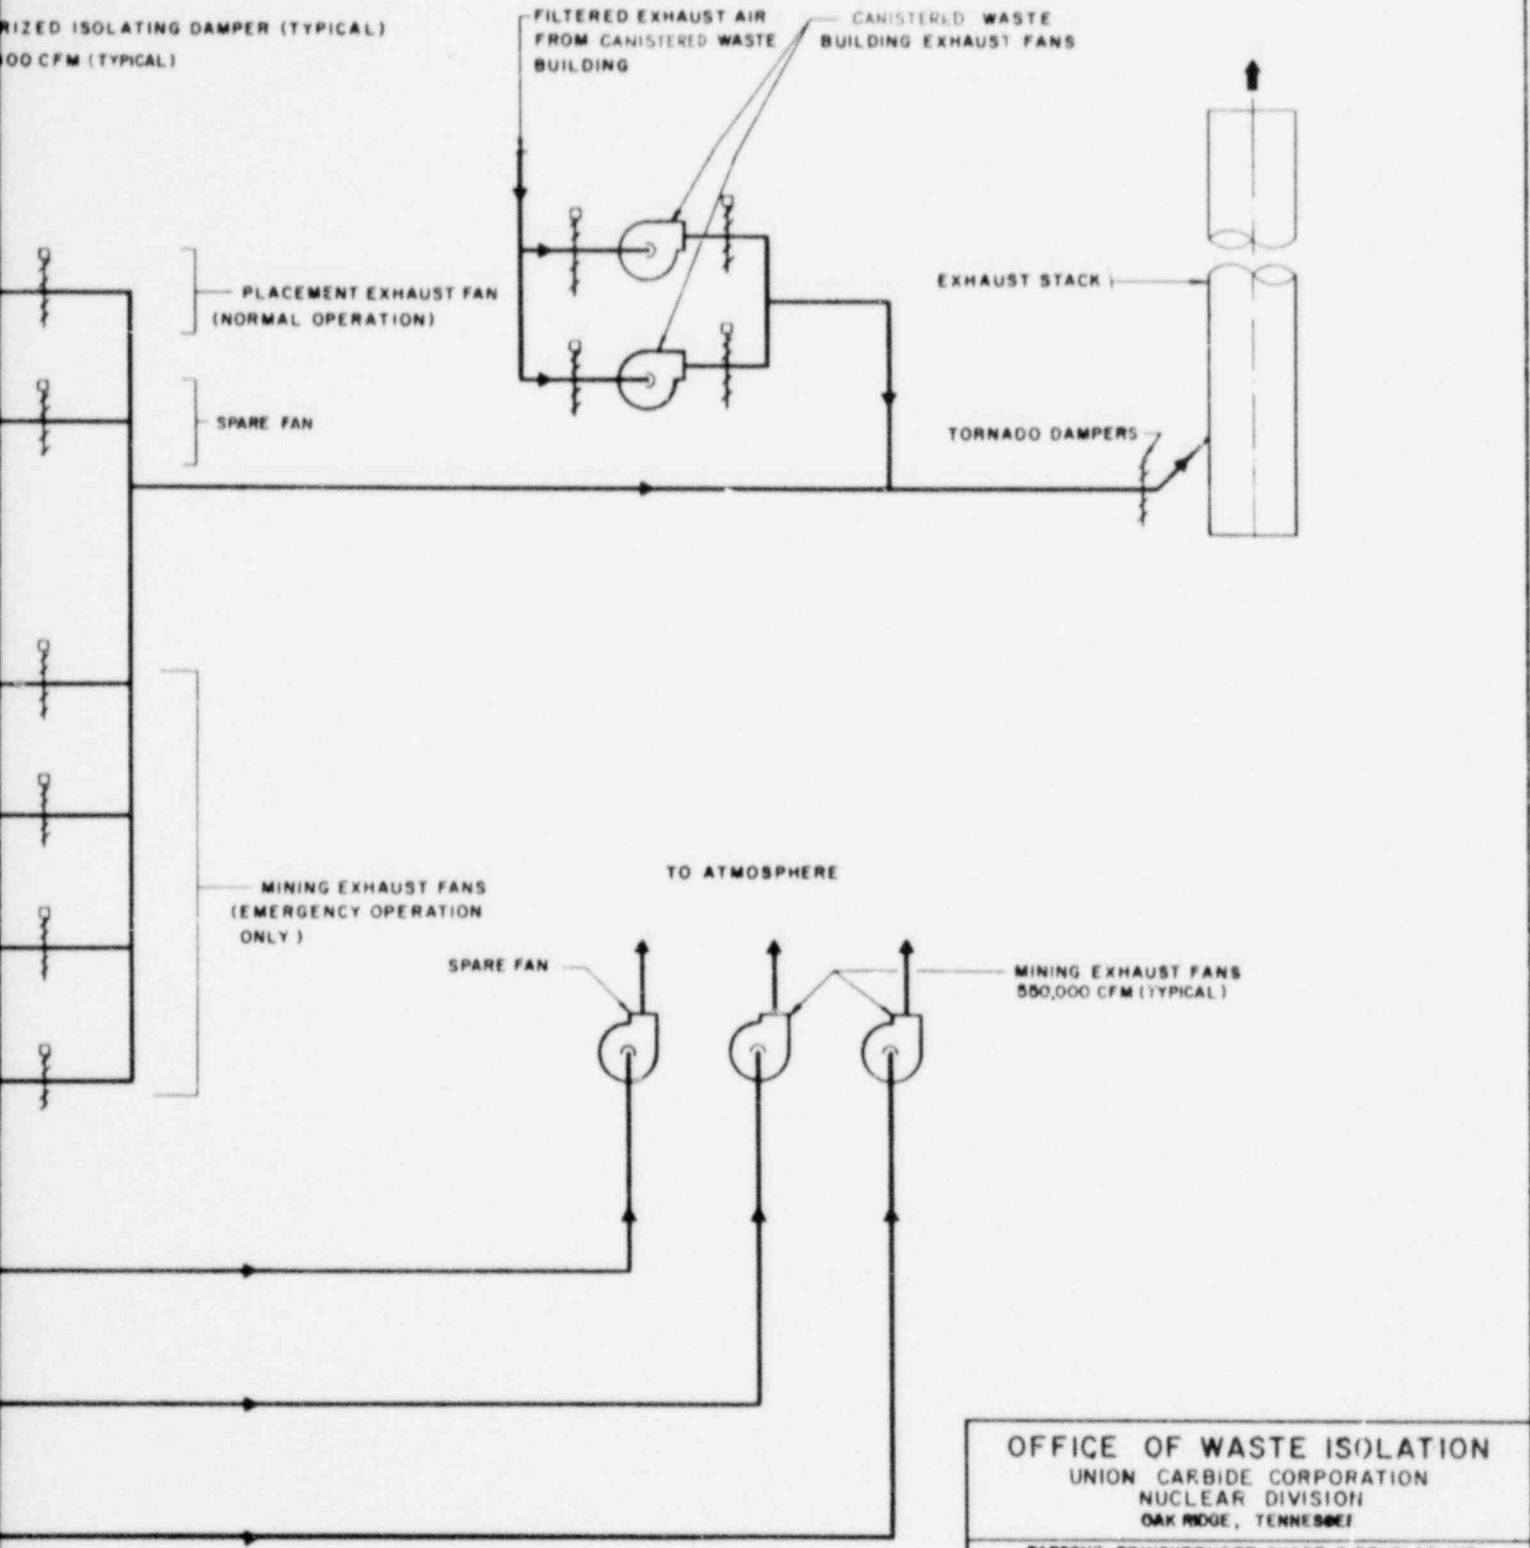 RIZED ISOLATING DAMPER (TYPICAL)
00 CFM (TYPICAL)
FILTERED EXHAUST AIR
FROM CANISTERED WASTE
BUILDING
CANISTERED WASTE
BUILDING EXHAUST FANS
EXHAUST STACK
PLACEMENT EXHAUST FAN
(NORMAL OPERATION)
SPARE FAN
TORNADO DAMPERS
MINING EXHAUST FANS
(EMERGENCY OPERATION
ONLY)
TO ATMOSPHERE
SPARE FAN
MINING EXHAUST FANS
550,000 CFM (TYPICAL)
OFFICE OF WASTE ISOLATION
UNION CARBIDE CORPORATION
NUCLEAR DIVISION
OAK RIDGE, TENNESSEE